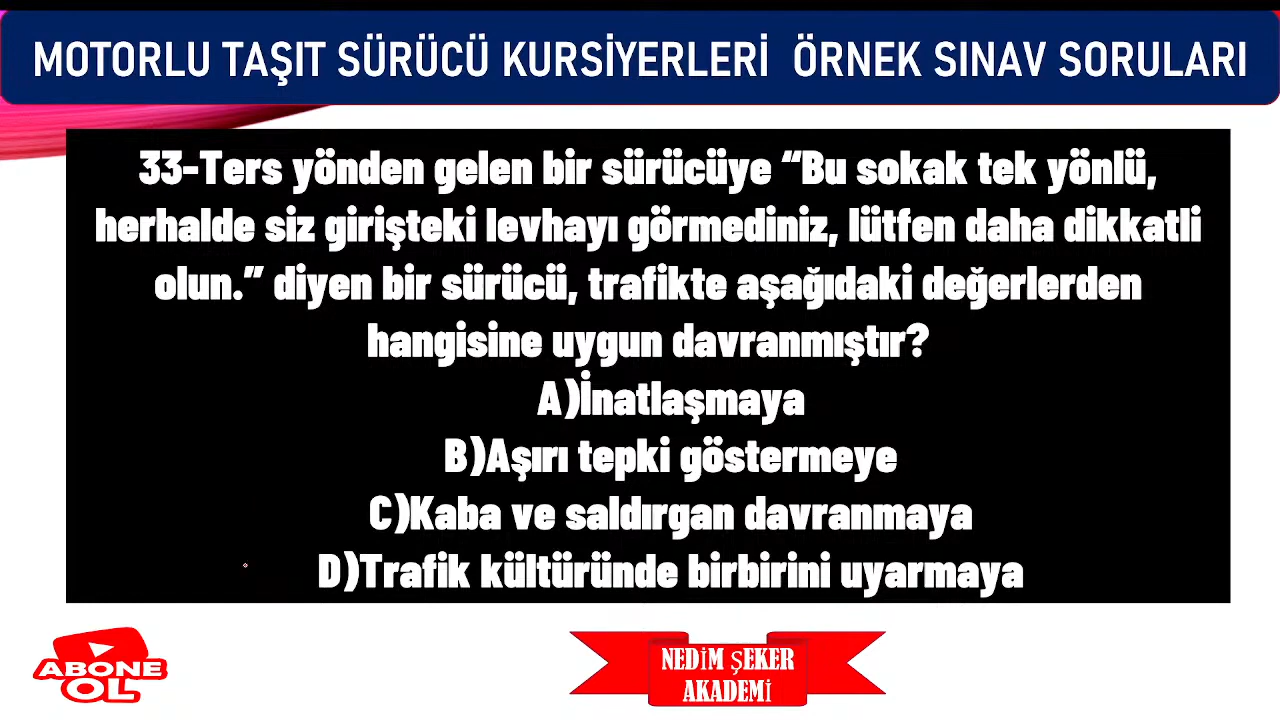 MOTORLU TAŞIT SÜRÜCÜ KURSİYERLERİ ÖRNEK SINAV SORULARI
33-Ters yönden gelen bir sürücüye “Bu sokak tek yönlü,
herhalde siz girişteki levhayı görmediniz, lütfen daha dikkatli
olun.” diyen bir sürücü, trafikte aşağıdaki değerlerden
hangisine uygun davranmıştır?
A)İnatlaşmaya
B)Aşırı tepki göstermeye
C)Kaba ve saldırgan davranmaya
D)Trafik kültüründe birbirini uyarmaya
ABONE
OL
NEDİM ŞEKER
AKADEMİ